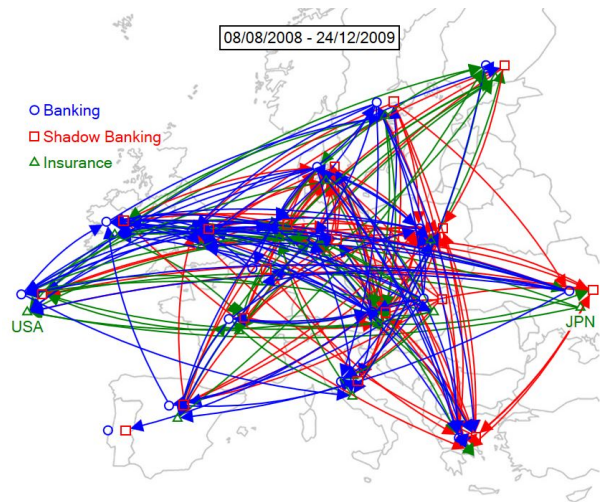 08/08/2008 - 24/12/2009
Banking
Shadow Banking
Insurance
USA
JPN